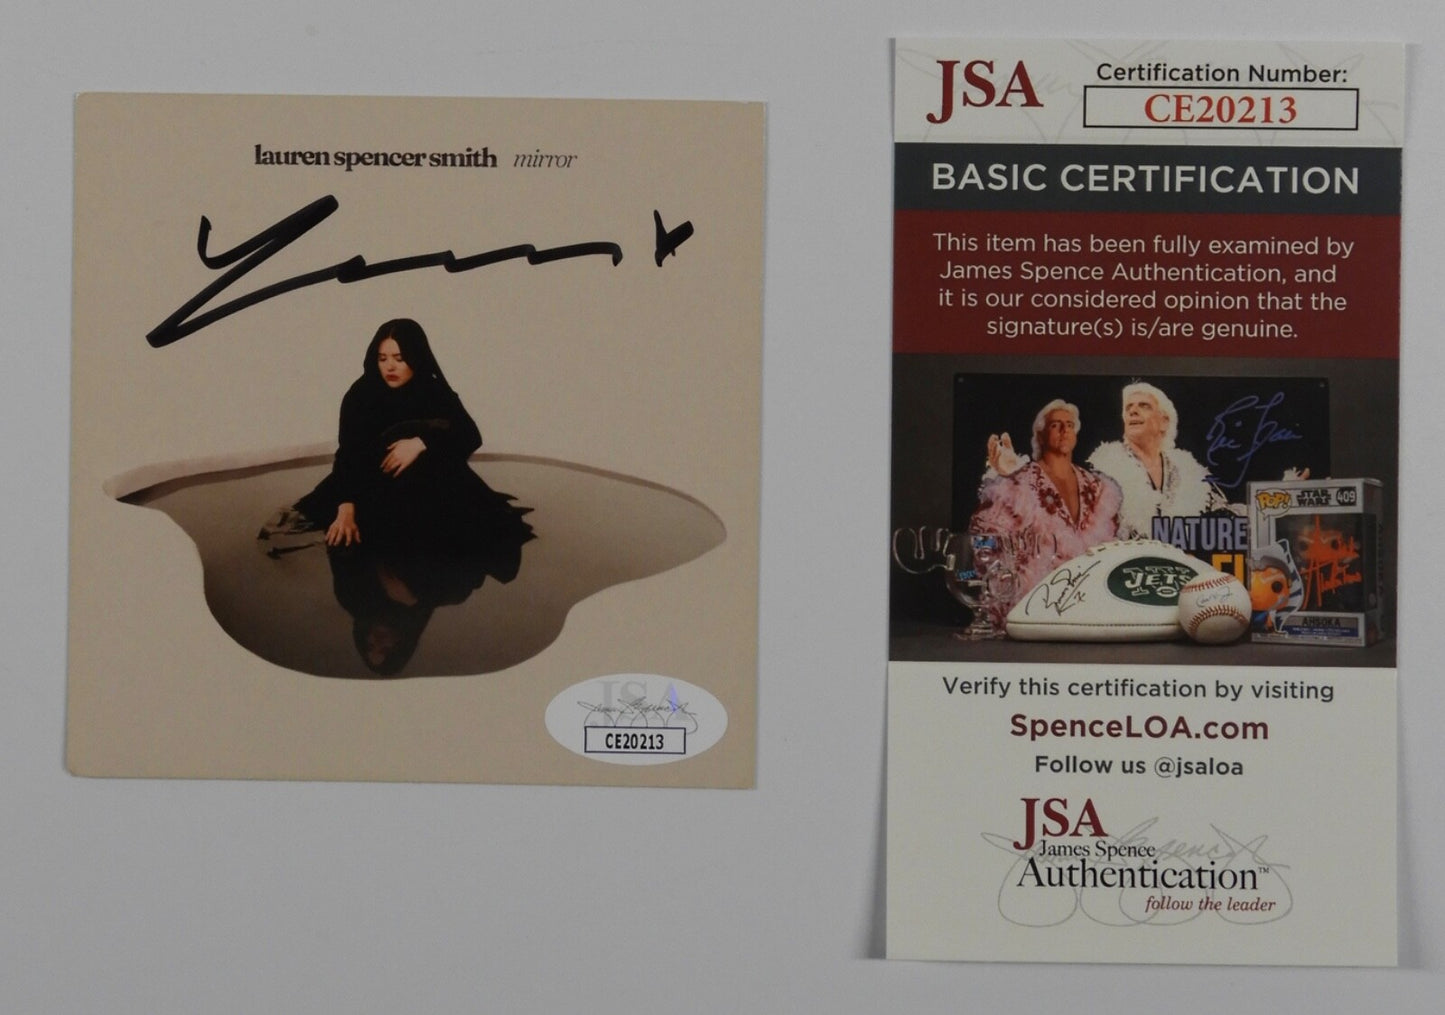 lauren spencer smith mirror
JSA
CE20213
JSA
Certification Number:
CE20213
BASIC CERTIFICATION
This item has been fully examined by
James Spence Authentication, and
it is our considered opinion that the
signature(s) is/are genuine.
NATURE
JETS
POP! STAR WARS 409
AHSOKA
Verify this certification by visiting
SpenceLOA.com
Follow us @jsaloa
JSA
James Spence
Authentication™
follow the leader